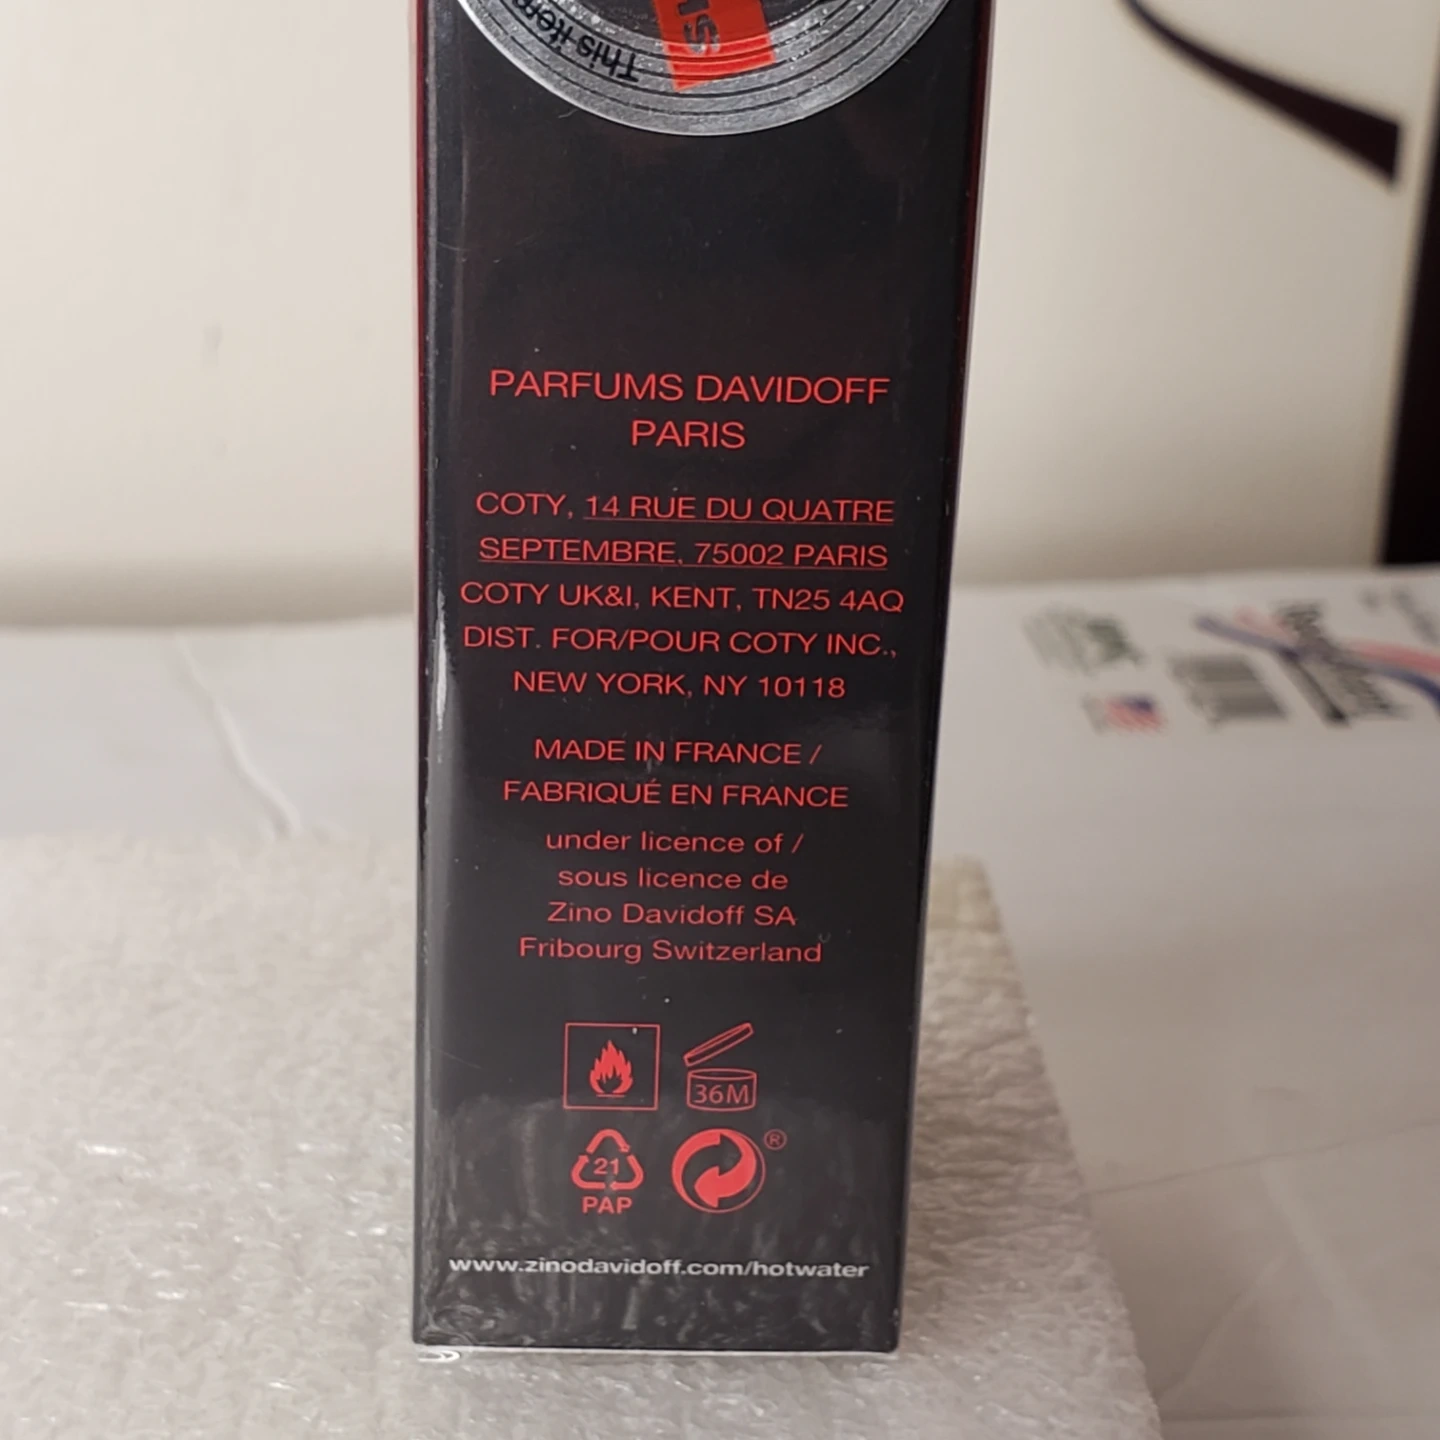 This item
PARFUMS DAVIDOFF
PARIS
COTY, 14 RUE DU QUATRE
SEPTEMBRE, 75002 PARIS
COTY UK&I, KENT, TN25 4AQ
DIST. FOR/POUR COTY INC.,
NEW YORK, NY 10118
MADE IN FRANCE /
FABRIQUÉ EN FRANCE
under licence of /
sous licence de
Zino Davidoff SA
Fribourg Switzerland
36M
21
PAP
®
www.zinodavidoff.com/hotwater